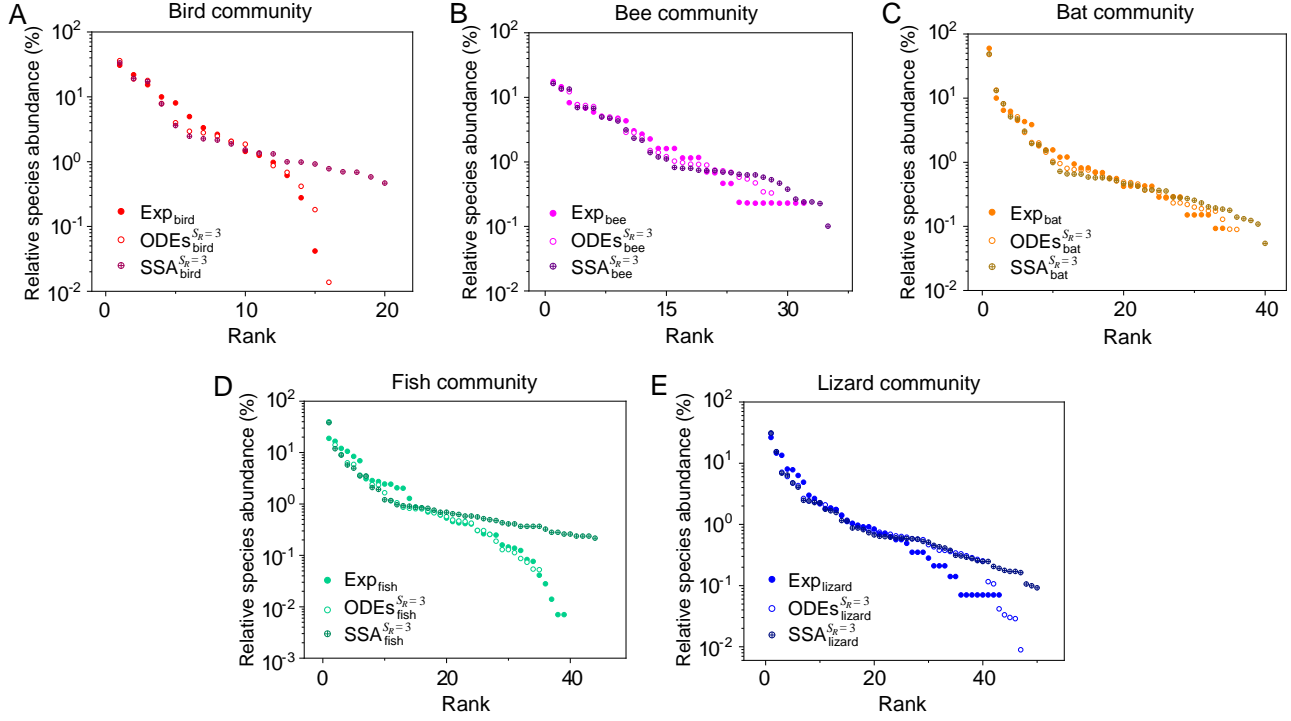 A
Bird community
Relative species abundance (%)
10^2
10^1
10^0
10^-1
10^-2
Exp_bird
ODEs_bird^{S_R = 3}
SSA_bird^{S_R = 3}
0 10 20
Rank
B
Bee community
Relative species abundance (%)
10^2
10^1
10^0
10^-1
10^-2
Exp_bee
ODEs_bee^{S_R = 3}
SSA_bee^{S_R = 3}
0 15 30
Rank
C
Bat community
Relative species abundance (%)
10^2
10^1
10^0
10^-1
10^-2
Exp_bat
ODEs_bat^{S_R = 3}
SSA_bat^{S_R = 3}
0 20 40
Rank
D
Fish community
Relative species abundance (%)
10^2
10^1
10^0
10^-1
10^-2
10^-3
Exp_fish
ODEs_fish^{S_R = 3}
SSA_fish^{S_R = 3}
0 20 40
Rank
E
Lizard community
Relative species abundance (%)
10^2
10^1
10^0
10^-1
10^-2
Exp_lizard
ODEs_lizard^{S_R = 3}
SSA_lizard^{S_R = 3}
0 20 40
Rank